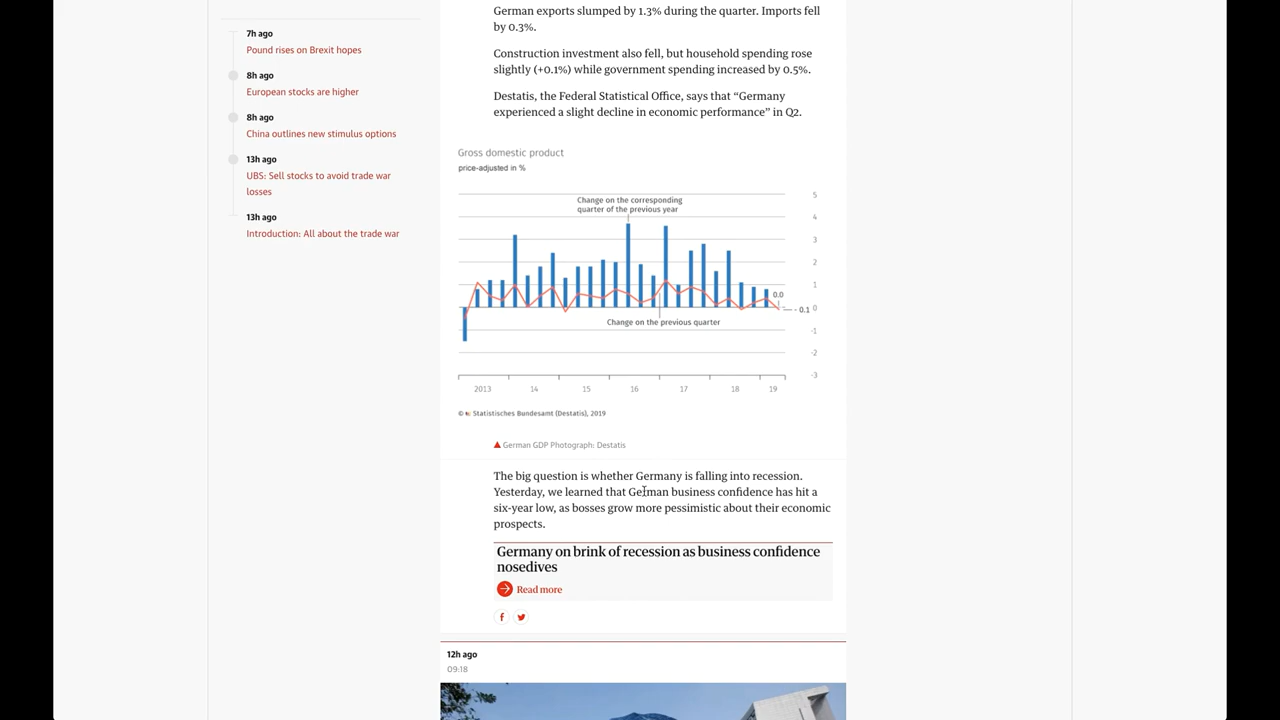 7h ago
Pound rises on Brexit hopes
8h ago
European stocks are higher
8h ago
China outlines new stimulus options
13h ago
UBS: Sell stocks to avoid trade war
losses
13h ago
Introduction: All about the trade war
German exports slumped by 1.3% during the quarter. Imports fell
by 0.3%.
Construction investment also fell, but household spending rose
slightly (+0.1%) while government spending increased by 0.5%.
Destatis, the Federal Statistical Office, says that “Germany
experienced a slight decline in economic performance” in Q2.
Gross domestic product
price-adjusted in %
Change on the corresponding
quarter of the previous year
5
4
3
2
1
0.0
- 0.1
0
Change on the previous quarter
-1
-2
-3
2013 14 15 16 17 18 19
© Statistisches Bundesamt (Destatis), 2019
German GDP Photograph: Destatis
The big question is whether Germany is falling into recession.
Yesterday, we learned that German business confidence has hit a
six-year low, as bosses grow more pessimistic about their economic
prospects.
Germany on brink of recession as business confidence
nosedives
Read more
12h ago
09:18